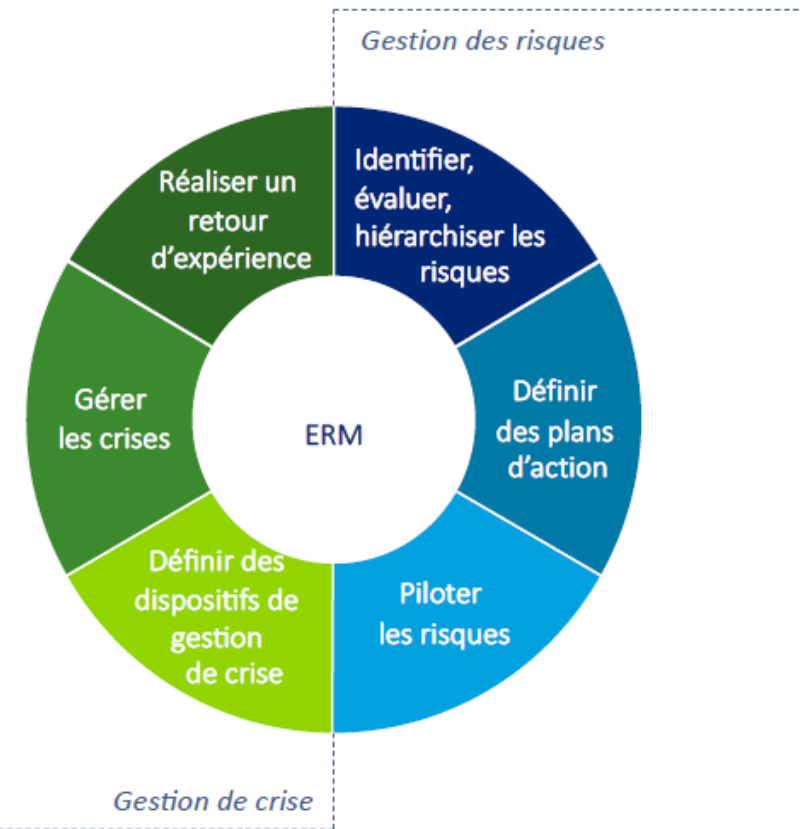 Gestion des risques
Identifier,
évaluer,
hiérarchiser les
risques
Définir
des plans
d’action
Piloter
les risques
Définir des
dispositifs de
gestion
de crise
Gérer
les crises
Réaliser un
retour
d’expérience
ERM
Gestion de crise